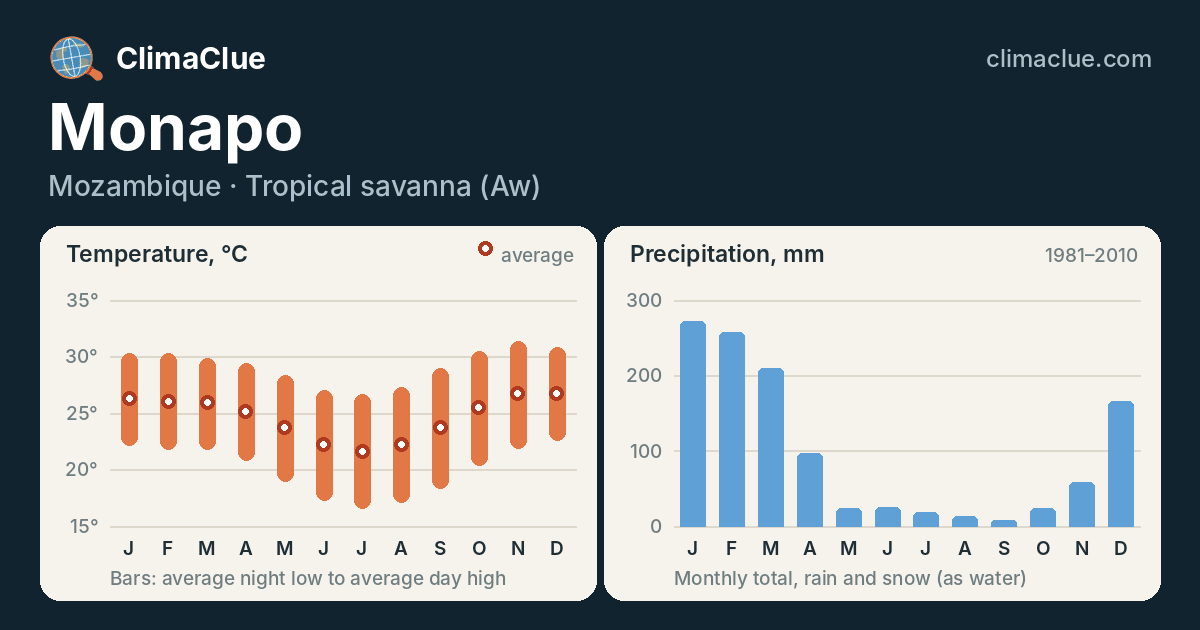 ClimaClue
climaclue.com
Monapo
Mozambique · Tropical savanna (Aw)
Temperature, °C
average
35°
30°
25°
20°
15°
J F M A M J J A S O N D
Bars: average night low to average day high
Precipitation, mm
1981–2010
300
200
100
0
J F M A M J J A S O N D
Monthly total, rain and snow (as water)